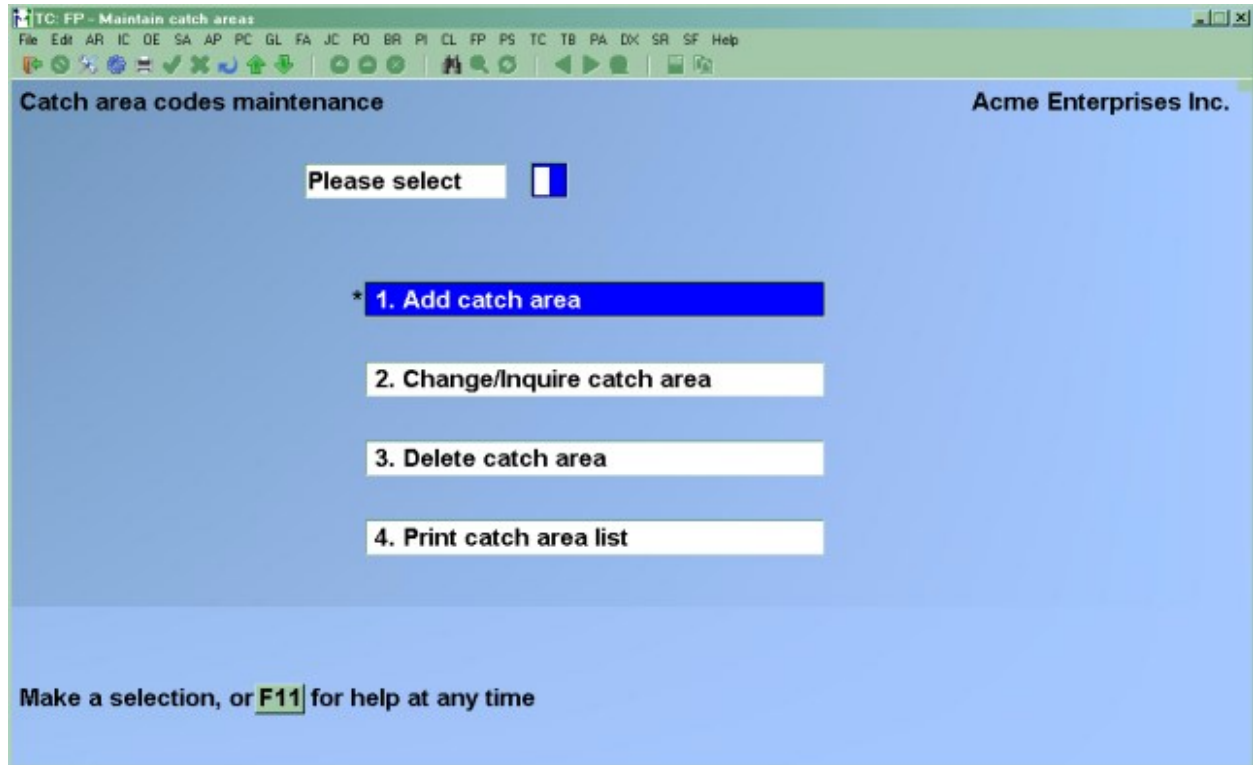 TC: FP - Maintain catch areas
File Edit AR IC OE SA AP PC GL FA JC PO BR PI CL FP PS TC TB PA DX SR SF Help
Catch area codes maintenance Acme Enterprises Inc.
Please select
* 1. Add catch area
2. Change/Inquire catch area
3. Delete catch area
4. Print catch area list
Make a selection, or F11 for help at any time